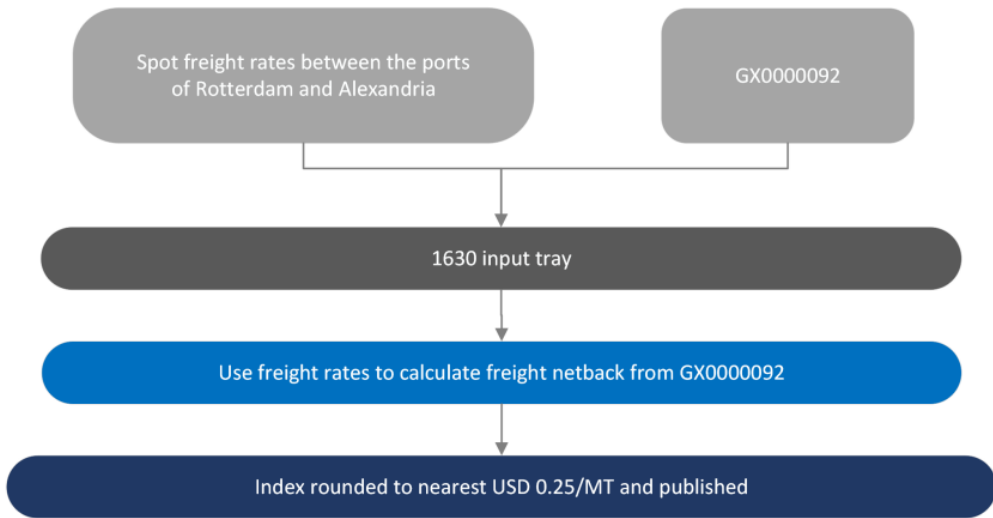 Spot freight rates between the ports
of Rotterdam and Alexandria
GX0000092
1630 input tray
Use freight rates to calculate freight netback from GX0000092
Index rounded to nearest USD 0.25/MT and published